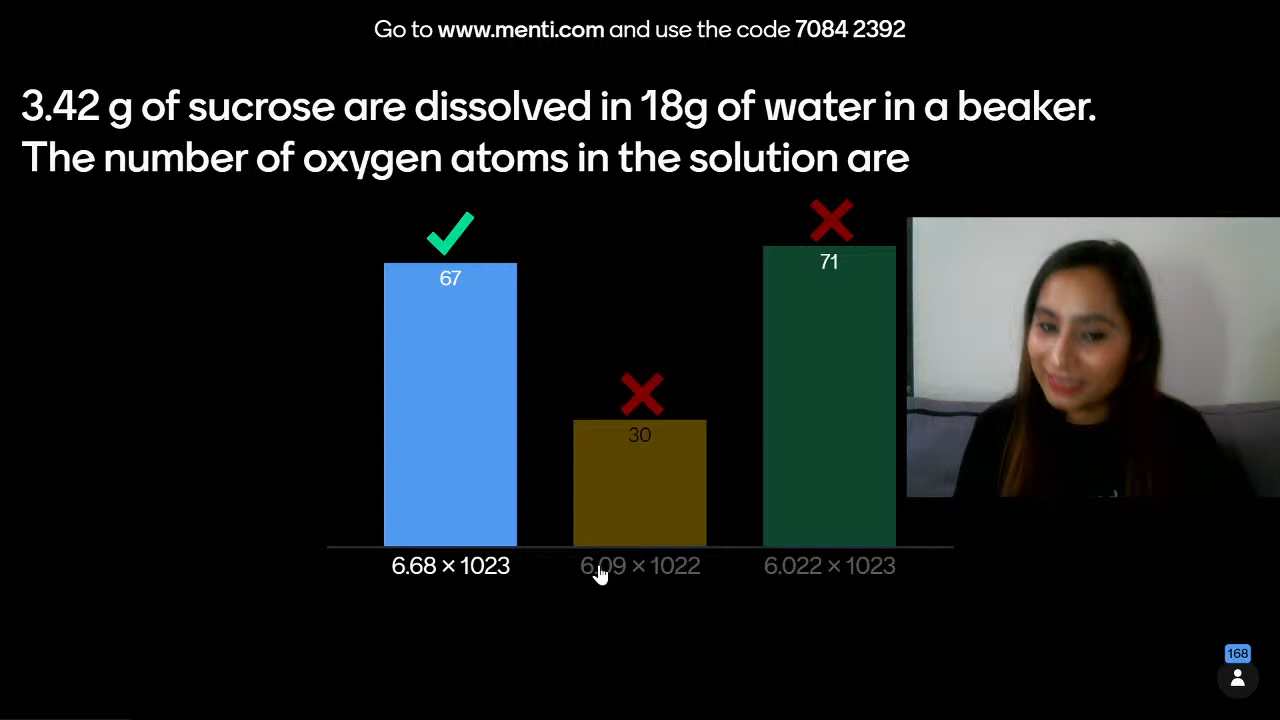 Go to www.menti.com and use the code 7084 2392
3.42 g of sucrose are dissolved in 18g of water in a beaker.
The number of oxygen atoms in the solution are
67
30
71
6.68 × 1023
6.09 × 1022
6.022 × 1023
168